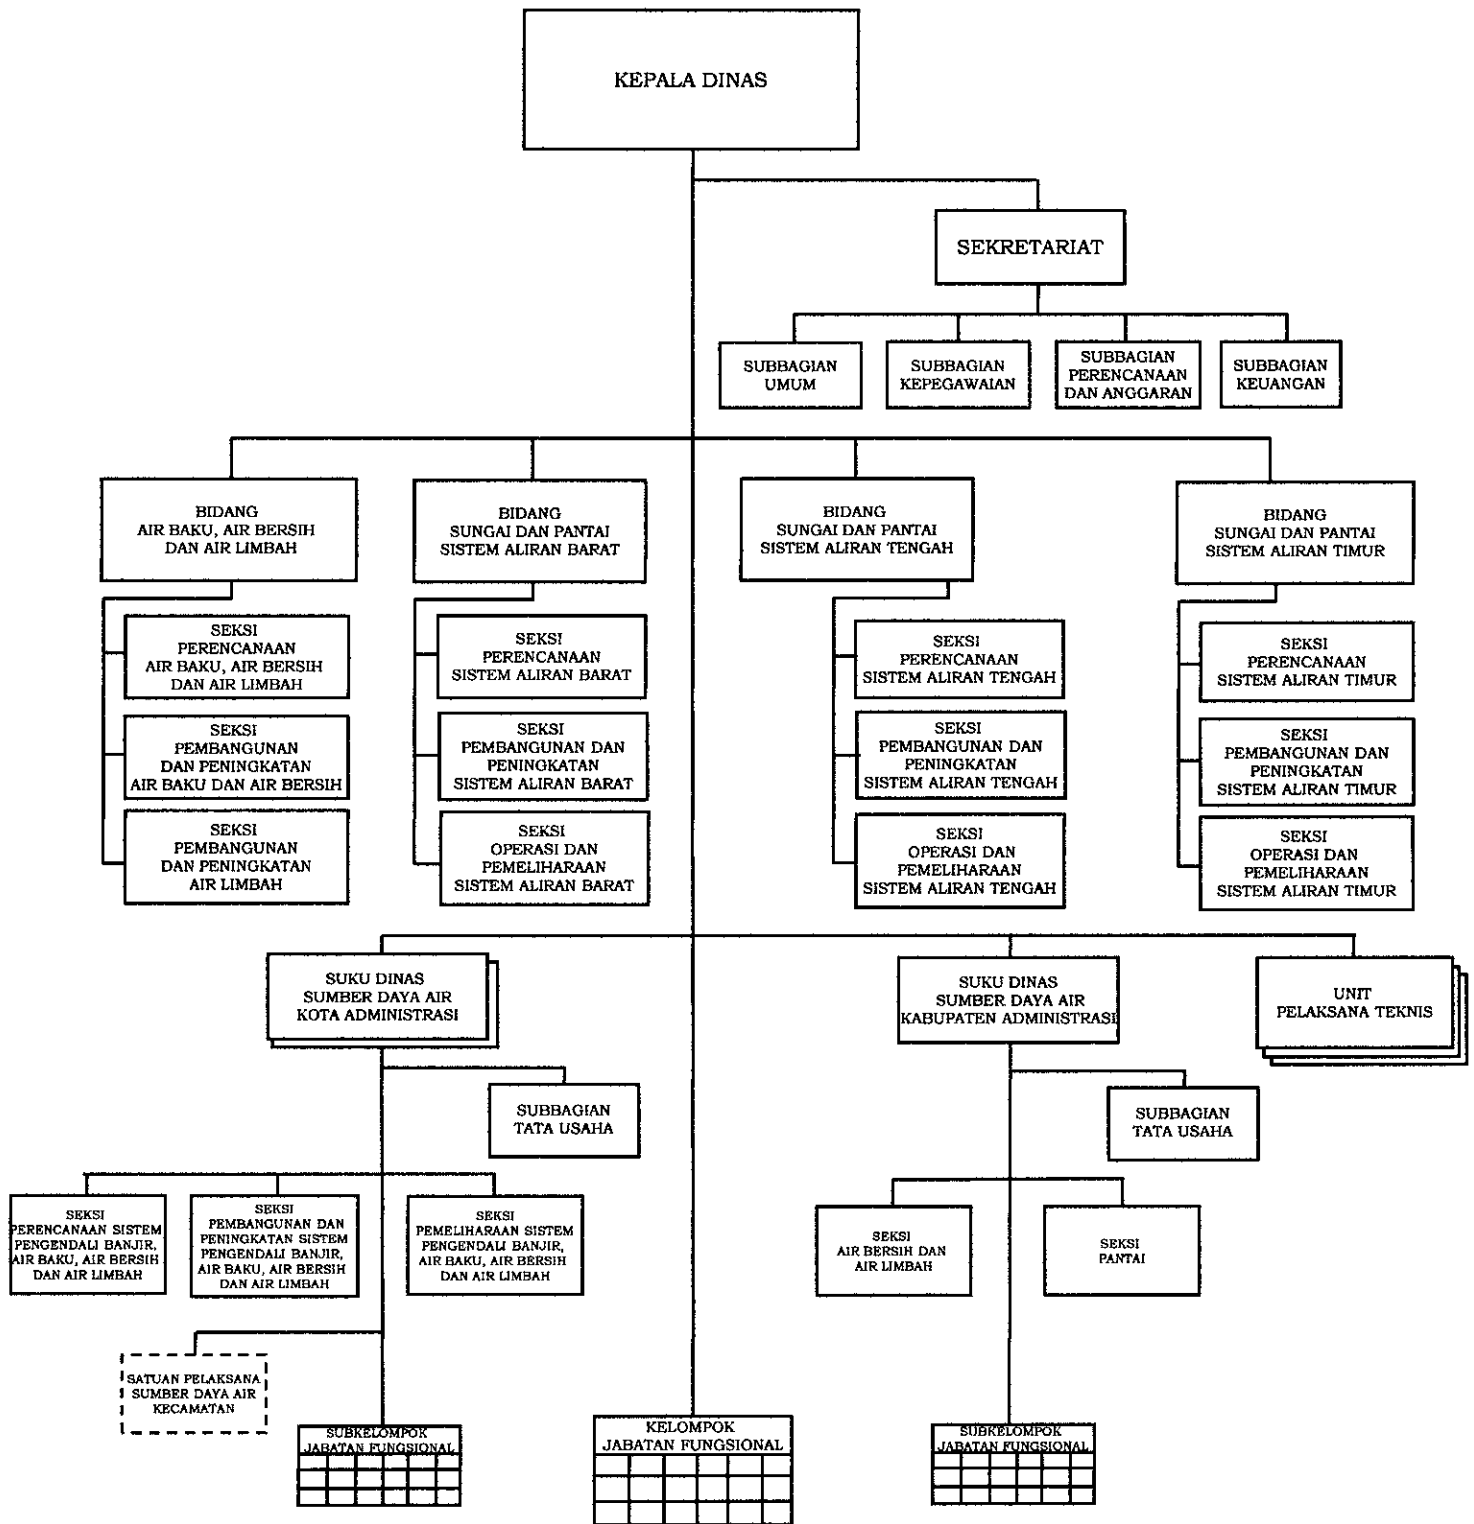 KEPALA DINAS
SEKRETARIAT
SUBBAGIAN
UMUM
SUBBAGIAN
KEPEGAWAIAN
SUBBAGIAN
PERENCANAAN
DAN ANGGARAN
SUBBAGIAN
KEUANGAN
BIDANG
AIR BAKU, AIR BERSIH
DAN AIR LIMBAH
BIDANG
SUNGAI DAN PANTAI
SISTEM ALIRAN BARAT
BIDANG
SUNGAI DAN PANTAI
SISTEM ALIRAN TENGAH
BIDANG
SUNGAI DAN PANTAI
SISTEM ALIRAN TIMUR
SEKSI
PERENCANAAN
AIR BAKU, AIR BERSIH
DAN AIR LIMBAH
SEKSI
PERENCANAAN
SISTEM ALIRAN BARAT
SEKSI
PERENCANAAN
SISTEM ALIRAN TENGAH
SEKSI
PERENCANAAN
SISTEM ALIRAN TIMUR
SEKSI
PEMBANGUNAN
DAN PENINGKATAN
AIR BAKU DAN AIR BERSIH
SEKSI
PEMBANGUNAN DAN
PENINGKATAN
SISTEM ALIRAN BARAT
SEKSI
PEMBANGUNAN DAN
PENINGKATAN
SISTEM ALIRAN TENGAH
SEKSI
PEMBANGUNAN DAN
PENINGKATAN
SISTEM ALIRAN TIMUR
SEKSI
PEMBANGUNAN
DAN PENINGKATAN
AIR LIMBAH
SEKSI
OPERASI DAN
PEMELIHARAAN
SISTEM ALIRAN BARAT
SEKSI
OPERASI DAN
PEMELIHARAAN
SISTEM ALIRAN TENGAH
SEKSI
OPERASI DAN
PEMELIHARAAN
SISTEM ALIRAN TIMUR
SUKU DINAS
SUMBER DAYA AIR
KOTA ADMINISTRASI
SUKU DINAS
SUMBER DAYA AIR
KABUPATEN ADMINISTRASI
UNIT
PELAKSANA TEKNIS
SUBBAGIAN
TATA USAHA
SUBBAGIAN
TATA USAHA
SEKSI
PERENCANAAN SISTEM
PENGENDALI BANJIR,
AIR BAKU, AIR BERSIH
DAN AIR LIMBAH
SEKSI
PEMBANGUNAN DAN
PENINGKATAN SISTEM
PENGENDALI BANJIR,
AIR BAKU, AIR BERSIH
DAN AIR LIMBAH
SEKSI
PEMELIHARAAN SISTEM
PENGENDALI BANJIR,
AIR BAKU, AIR BERSIH
DAN AIR LIMBAH
SEKSI
AIR BERSIH DAN
AIR LIMBAH
SEKSI
PANTAI
SATUAN PELAKSANA
SUMBER DAYA AIR
KECAMATAN
SUBKELOMPOK
JABATAN FUNGSIONAL
KELOMPOK
JABATAN FUNGSIONAL
SUBKELOMPOK
JABATAN FUNGSIONAL